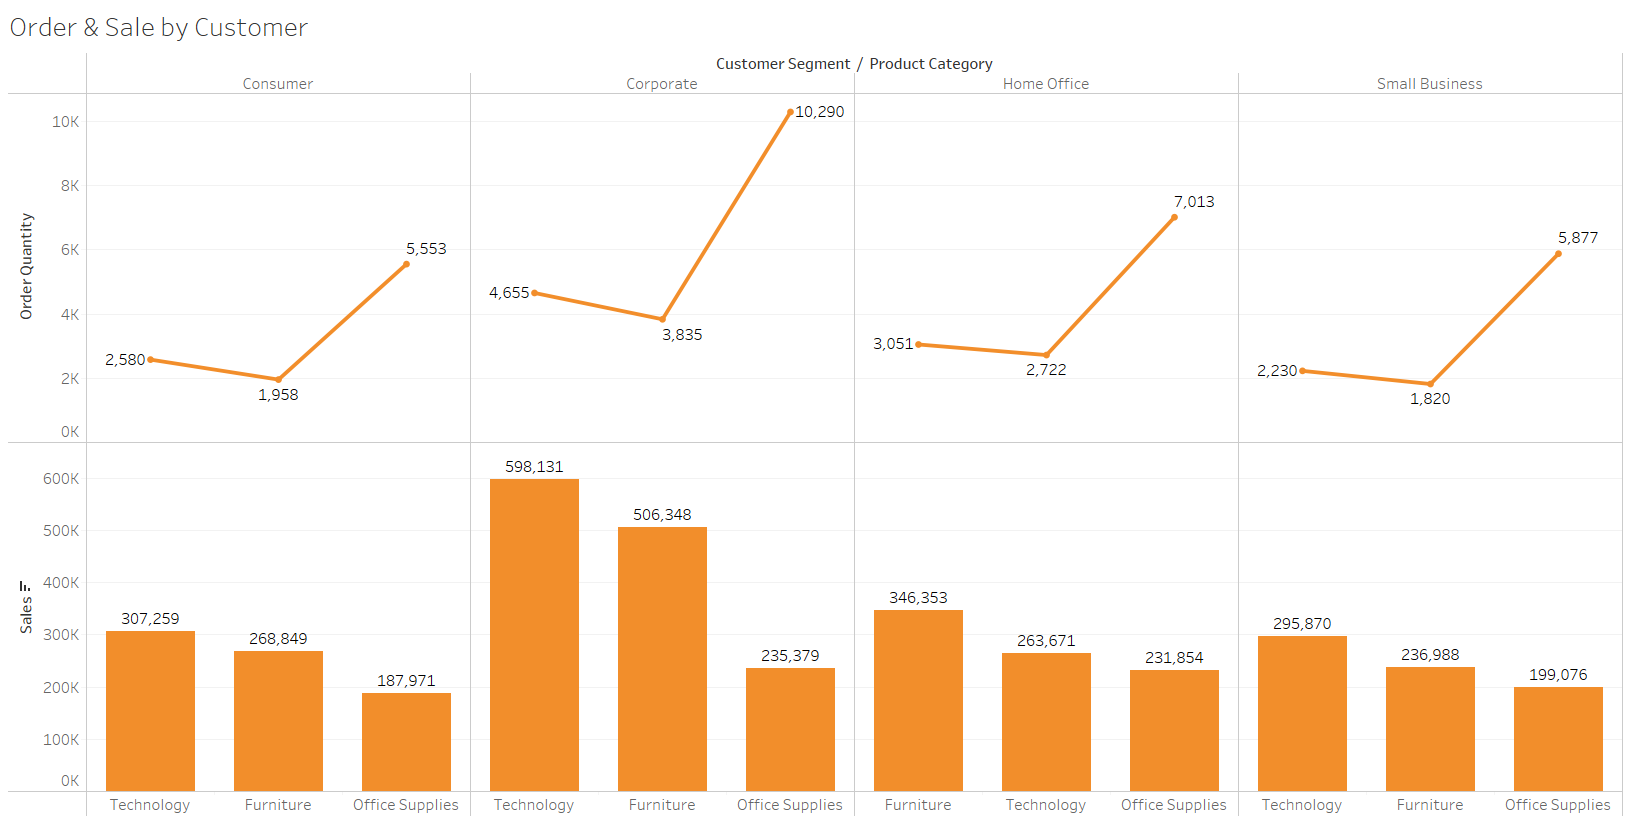 Order & Sale by Customer
Customer Segment / Product Category
Consumer
Corporate
Home Office
Small Business
Order Quantity
10K
8K
6K
4K
2K
0K
2,580
1,958
5,553
4,655
3,835
10,290
3,051
2,722
7,013
2,230
1,820
5,877
Sales
600K
500K
400K
300K
200K
100K
0K
307,259
268,849
187,971
598,131
506,348
235,379
346,353
263,671
231,854
295,870
236,988
199,076
Technology
Furniture
Office Supplies
Technology
Furniture
Office Supplies
Furniture
Technology
Office Supplies
Technology
Furniture
Office Supplies